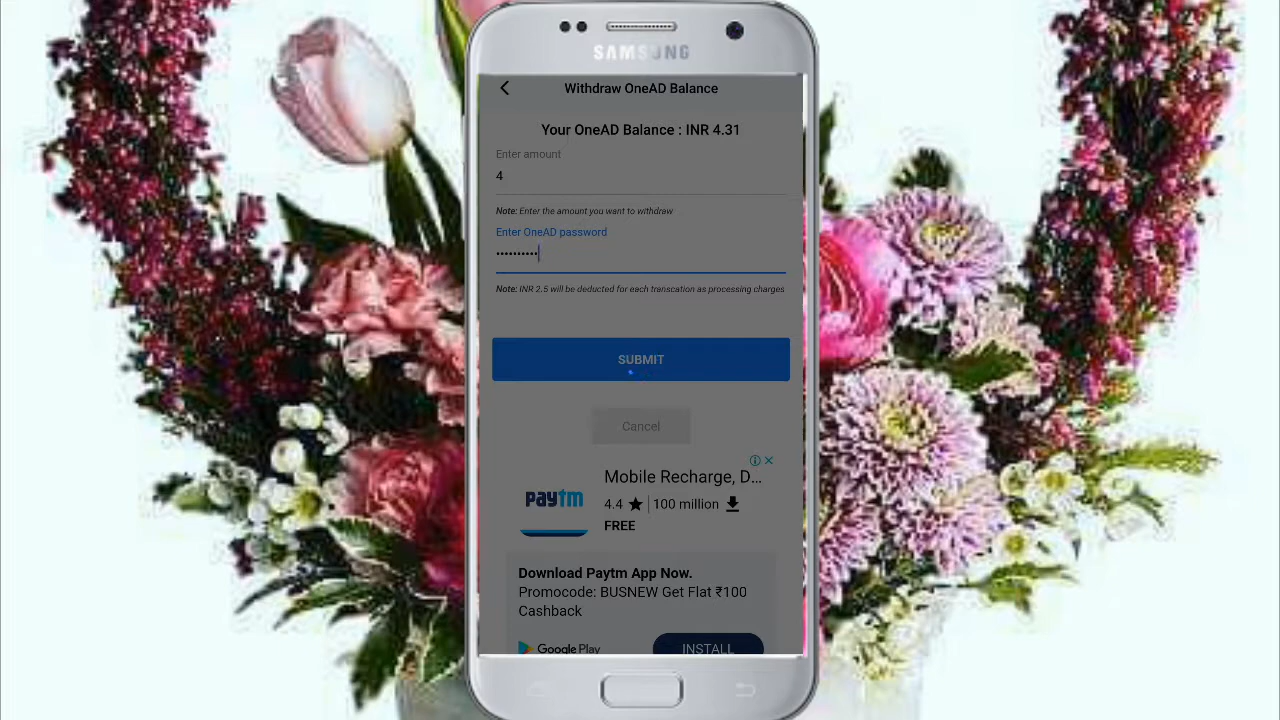 SAMSUNG
Withdraw OneAD Balance
Your OneAD Balance : INR 4.31
Enter amount
4
Note: Enter the amount you want to withdraw
Enter OneAD password
••••••••••
Note: INR 2.5 will be deducted for each transcation as processing charges
SUBMIT
Cancel
Mobile Recharge, D...
paytm
4.4 ★ | 100 million
FREE
Download Paytm App Now.
Promocode: BUSNEW Get Flat ₹100
Cashback
Google Play
INSTALL